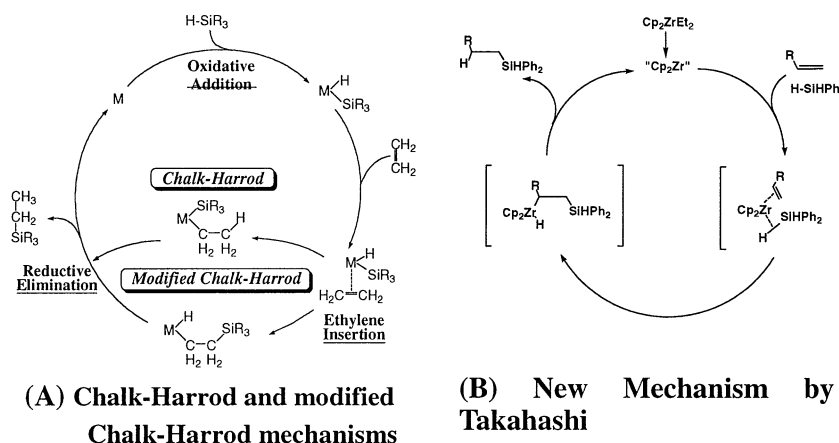 H-SiR3
Oxidative
Addition
M
M
H
SiR3
CH2
CH2
Chalk-Harrod
SiR3
M
H
C
C
H2
H2
CH3
CH2
SiR3
Reductive
Elimination
Modified Chalk-Harrod
M
H
SiR3
H2C
CH2
Ethylene
Insertion
H
M
SiR3
C
C
H2
H2
(A) Chalk-Harrod and modified
Chalk-Harrod mechanisms
Cp2ZrEt2
"Cp2Zr"
R
H
SiHPh2
R
H-SiHPh
R
Cp2Zr
H
SiHPh2
R
Cp2Zr
SiHPh2
H
(B) New Mechanism by
Takahashi